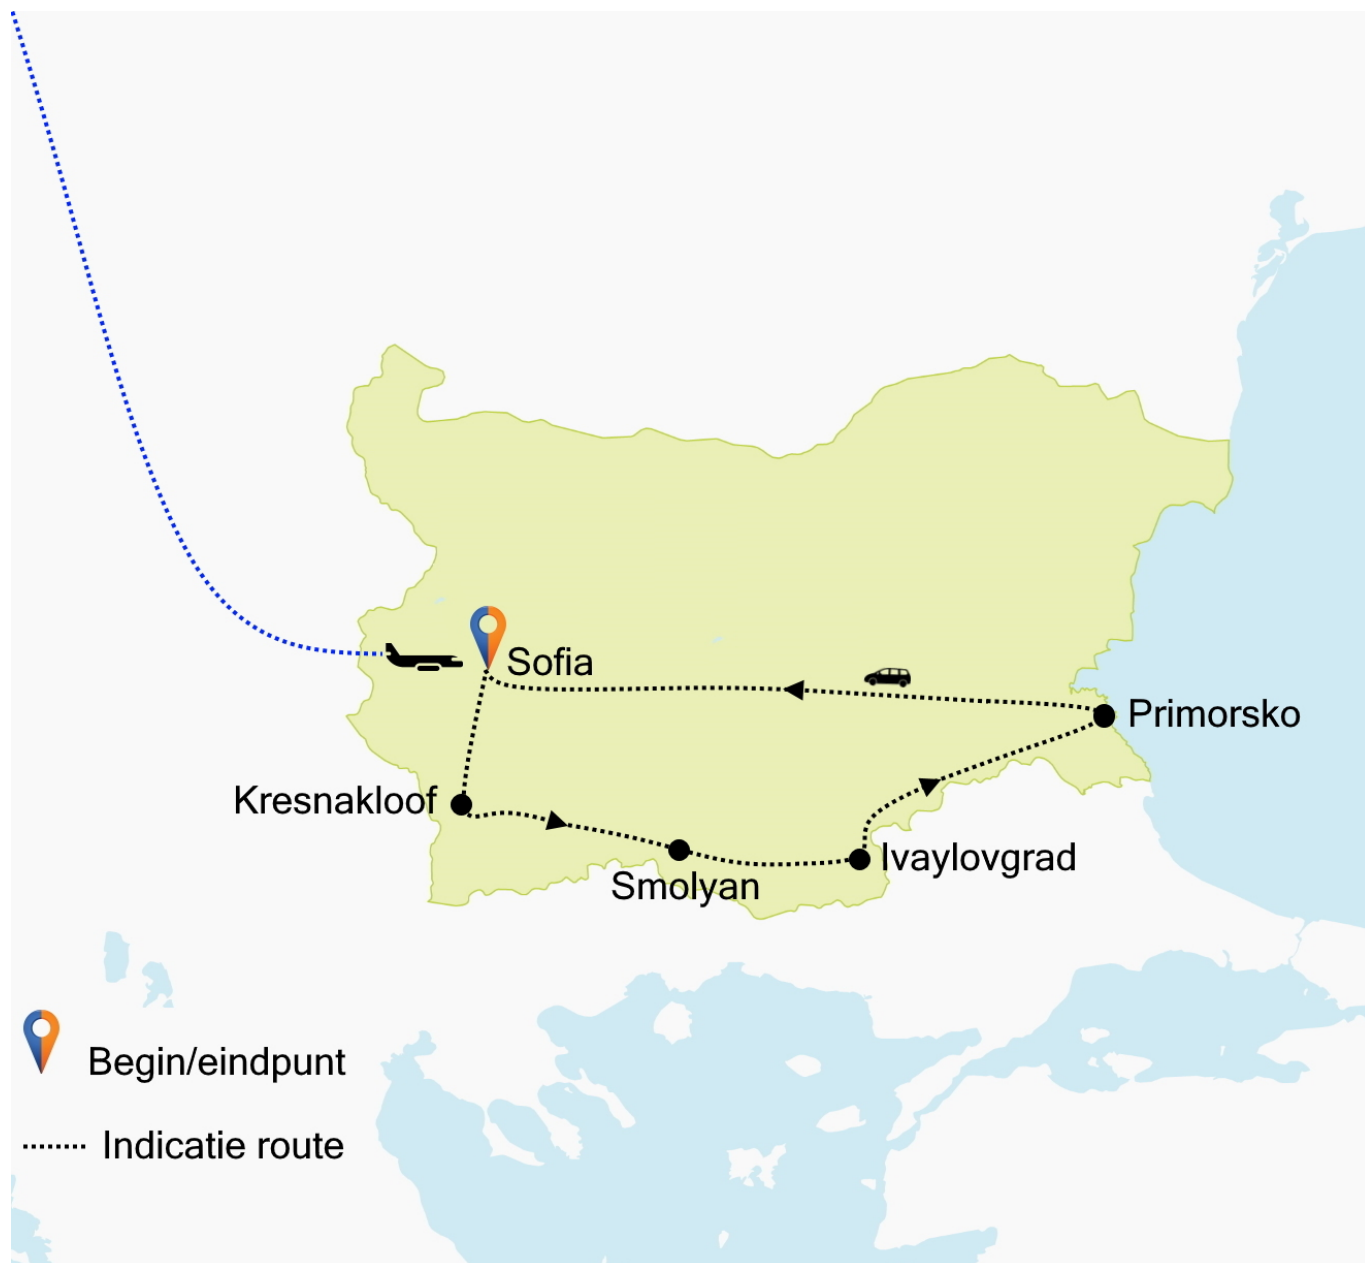 Sofia
Primorsko
Kresnakloof
Ivaylovgrad
Smolyan
Begin/eindpunt
Indicatie route